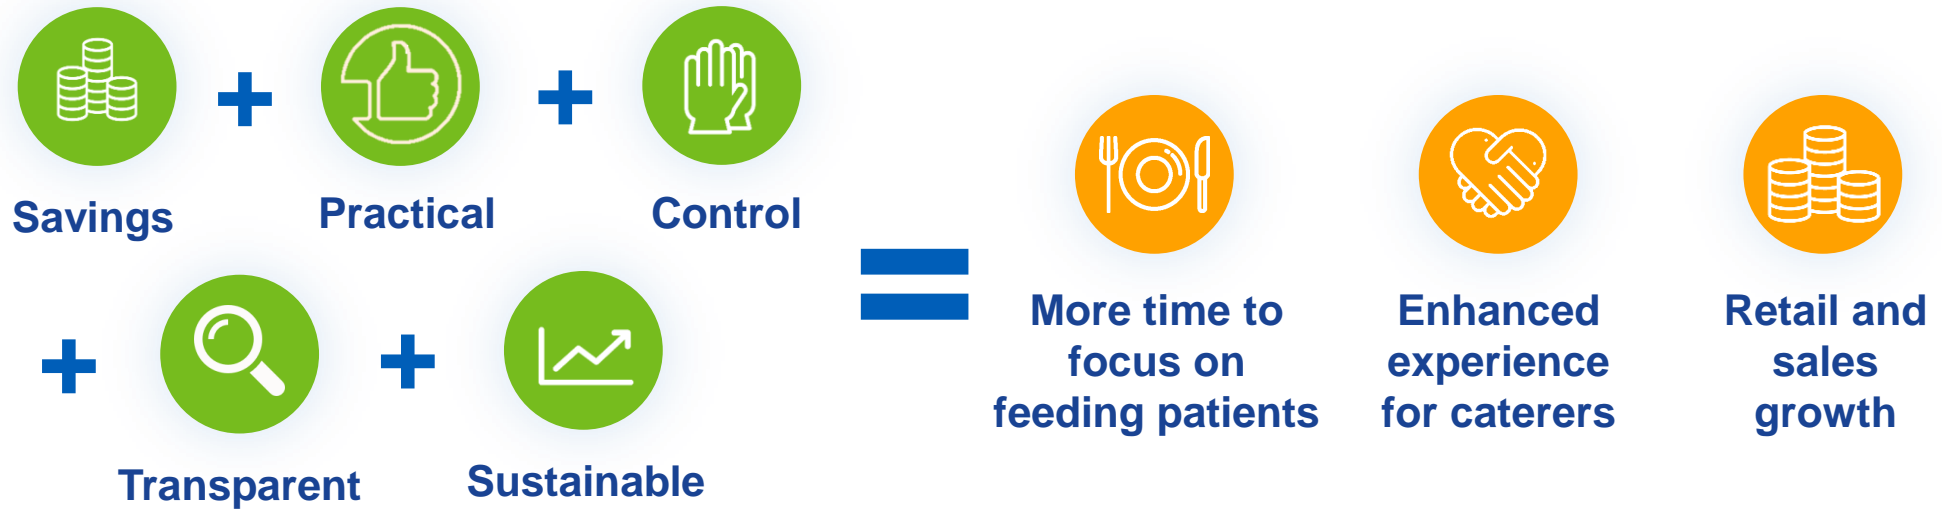 Savings
Practical
Control
Transparent
Sustainable
More time to
focus on
feeding patients
Enhanced
experience
for caterers
Retail and
sales
growth